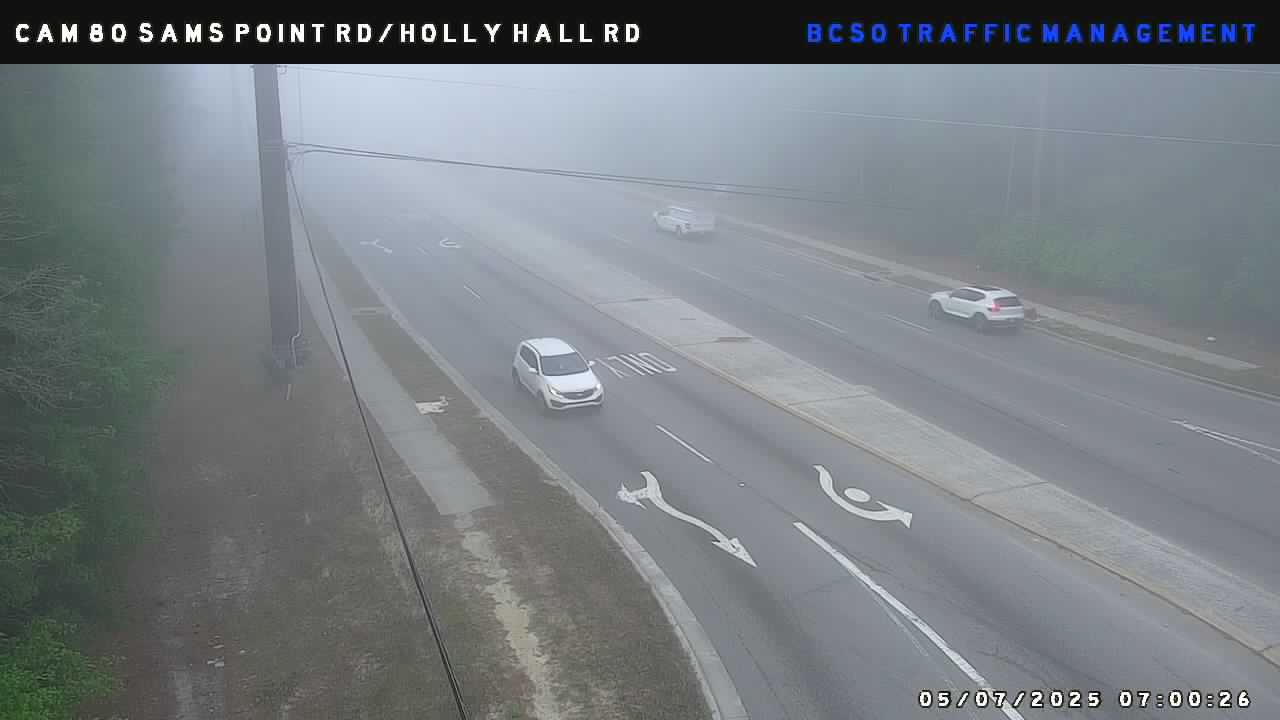 CAM 80 SAMS POINT RD/HOLLY HALL RD
BCSO TRAFFIC MANAGEMENT
ONLY
05/07/2025 07:00:26